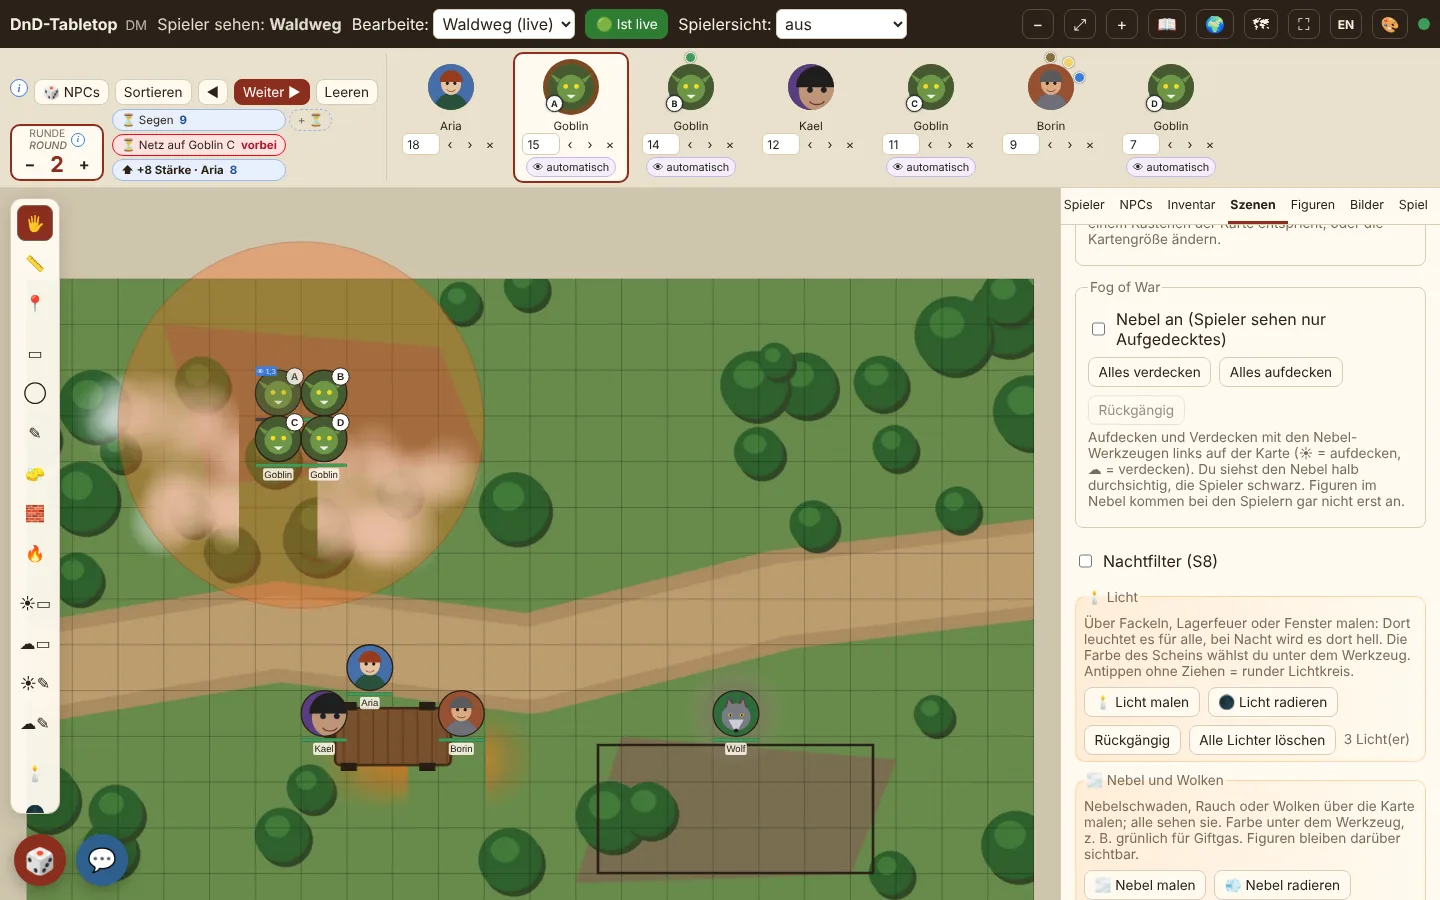 DnD-Tabletop DM Spieler sehen: Waldweg Bearbeite: Waldweg (live) Ist live Spielersicht: aus EN
NPCs Sortieren Weiter Leeren
RUNDE
ROUND
− 2 +
Segen 9 +
Netz auf Goblin C vorbei
+8 Stärke · Aria 8
Aria
18
A
Goblin
15
automatisch
B
Goblin
14
automatisch
Kael
12
C
Goblin
11
automatisch
Borin
9
D
Goblin
7
automatisch
Spieler NPCs Inventar Szenen Figuren Bilder Spiel
einem Kästchen der Karte entspricht, oder die
Kartengröße ändern.
Fog of War
Nebel an (Spieler sehen nur
Aufgedecktes)
Alles verdecken Alles aufdecken
Rückgängig
Aufdecken und Verdecken mit den Nebel-
Werkzeugen links auf der Karte (☀ = aufdecken,
☁ = verdecken). Du siehst den Nebel halb
durchsichtig, die Spieler schwarz. Figuren im
Nebel kommen bei den Spielern gar nicht erst an.
Nachtfilter (S8)
Licht
Über Fackeln, Lagerfeuer oder Fenster malen: Dort
leuchtet es für alle, bei Nacht wird es dort hell. Die
Farbe des Scheins wählst du unter dem Werkzeug.
Antippen ohne Ziehen = runder Lichtkreis.
Licht malen Licht radieren
Rückgängig Alle Lichter löschen 3 Licht(er)
Nebel und Wolken
Nebelschwaden, Rauch oder Wolken über die Karte
malen; alle sehen sie. Farbe unter dem Werkzeug,
z. B. grünlich für Giftgas. Figuren bleiben darüber
sichtbar.
Nebel malen Nebel radieren
1,3 A B
C D
Goblin Goblin
Aria
Kael Borin
Wolf